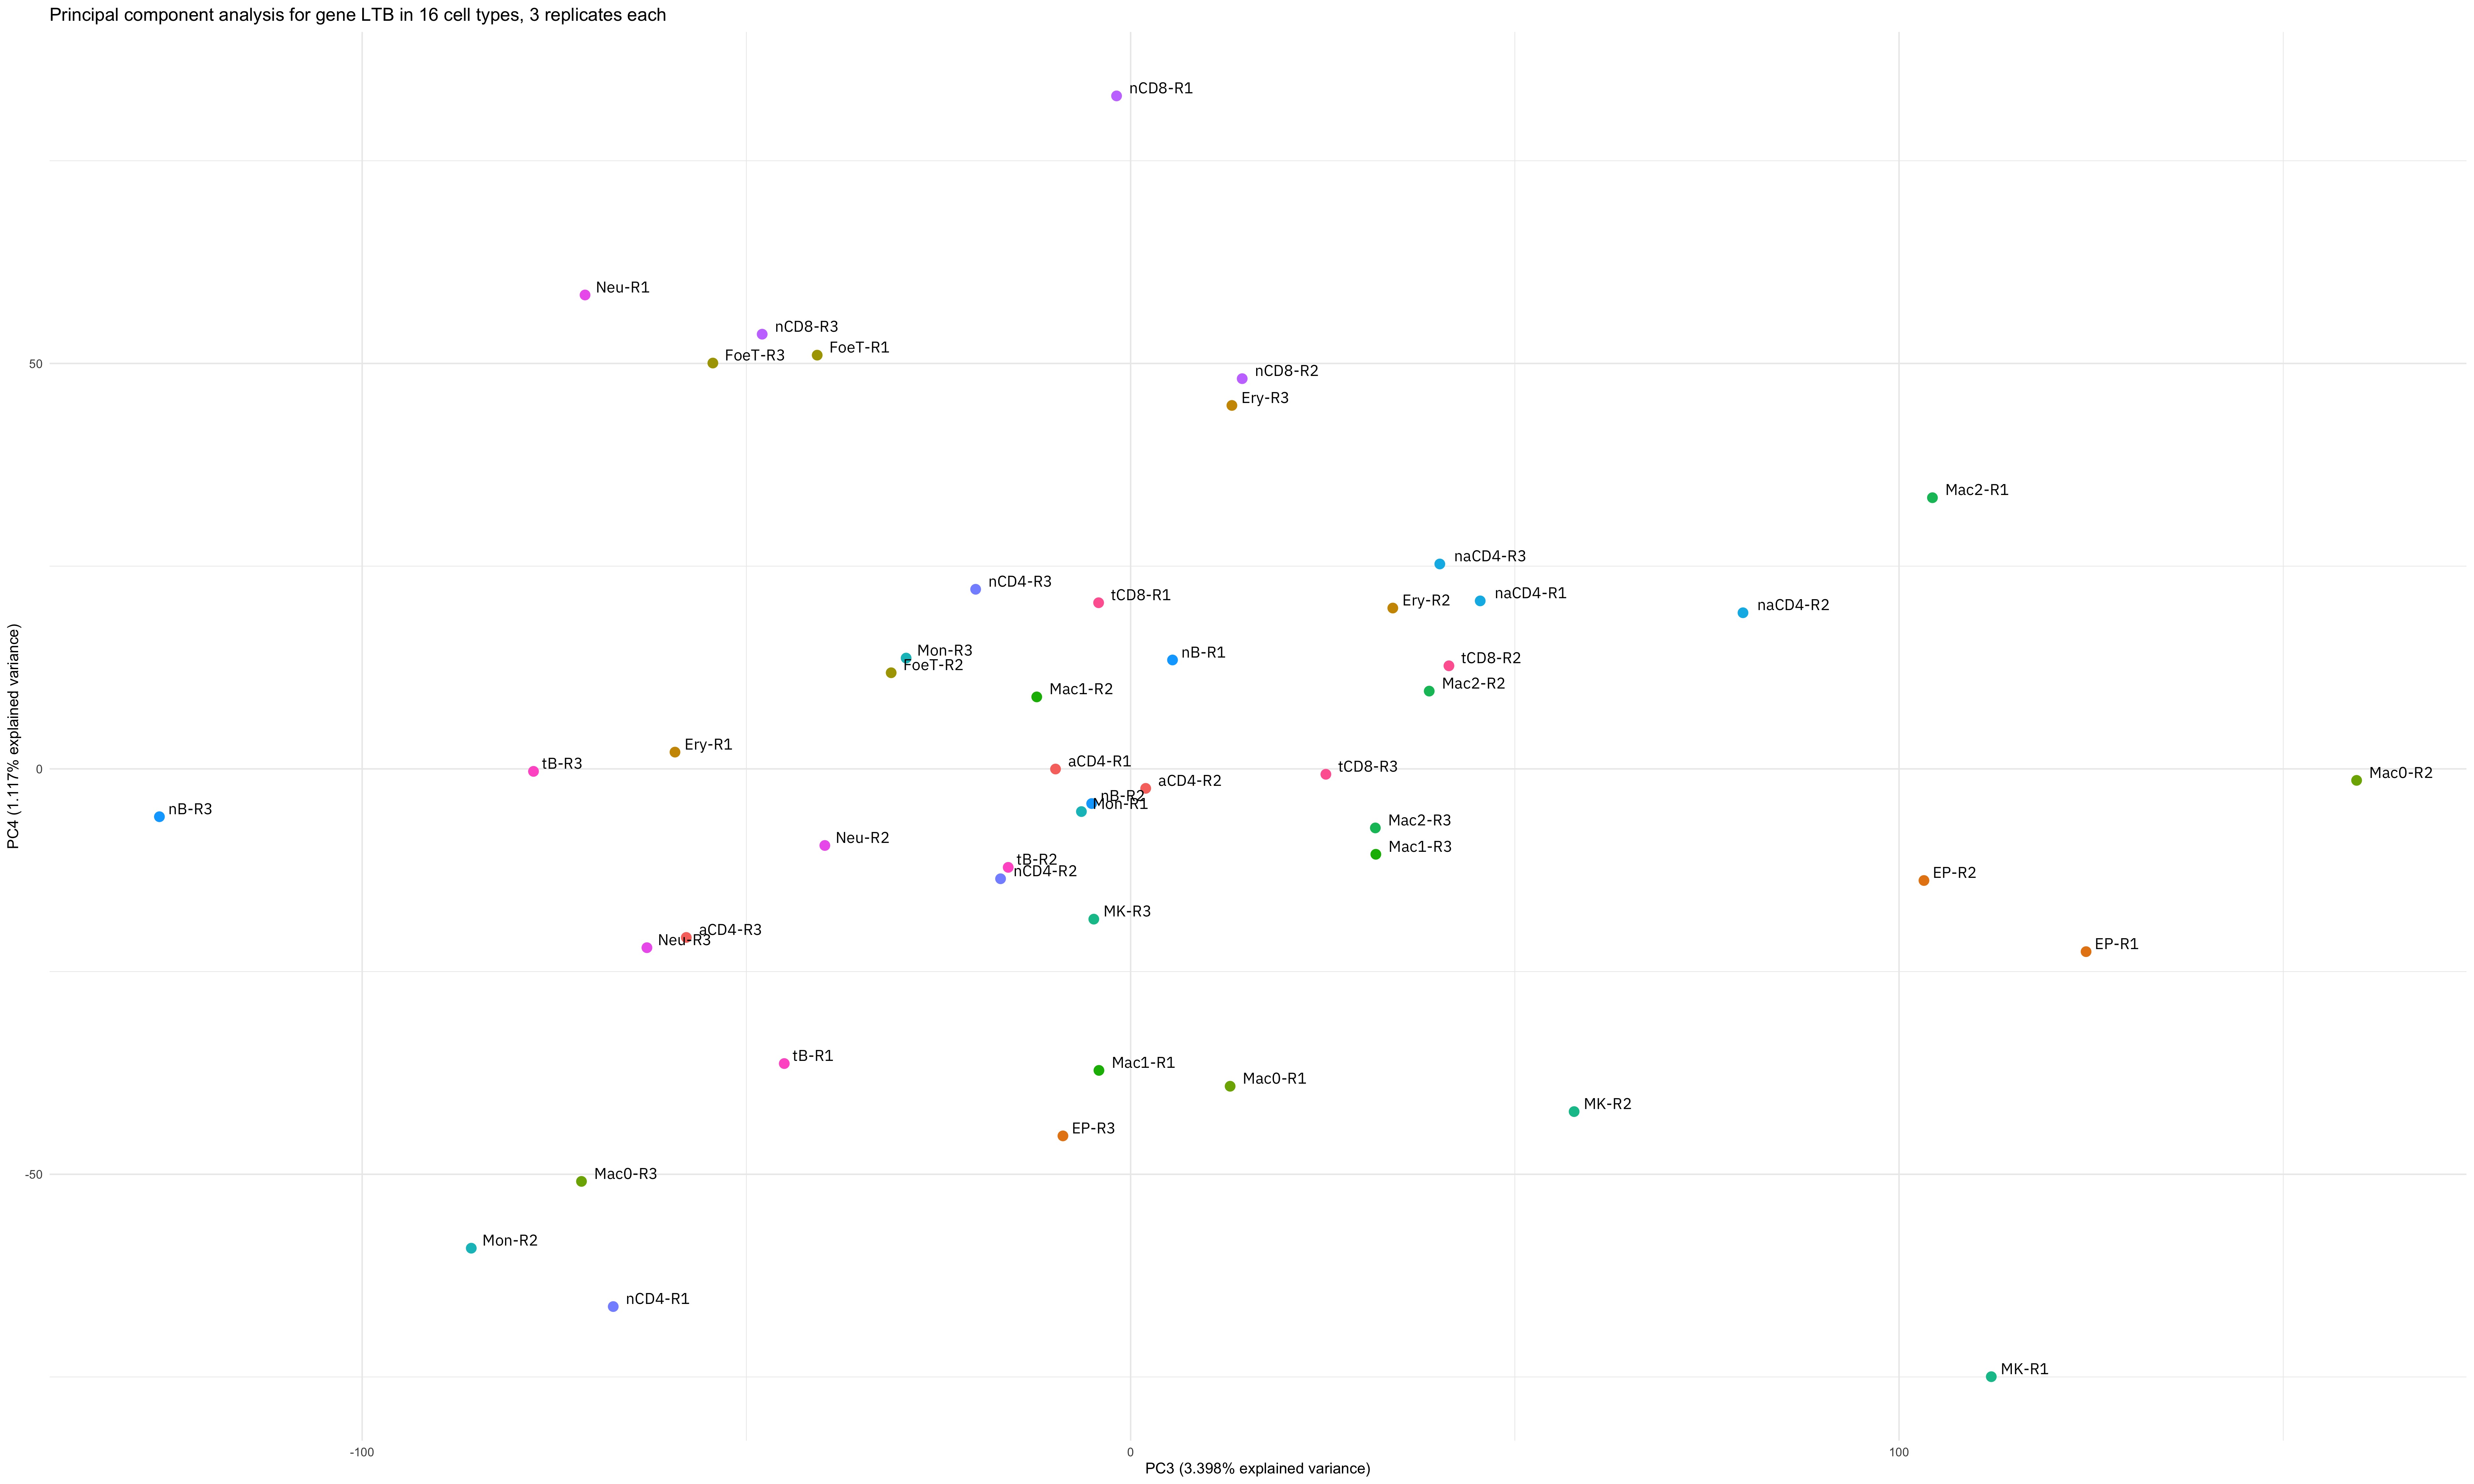 Principal component analysis for gene LTB in 16 cell types, 3 replicates each
nCD8-R1
Neu-R1
nCD8-R3
FoeT-R1
FoeT-R3
50
nCD8-R2
Ery-R3
Mac2-R1
naCD4-R3
nCD4-R3
tCD8-R1
naCD4-R1
Ery-R2
naCD4-R2
Mon-R3
nB-R1
tCD8-R2
FoeT-R2
Mac2-R2
Mac1-R2
Ery-R1
tB-R3
aCD4-R1
tCD8-R3
0
Mac0-R2
aCD4-R2
nB-R2
Mon-R1
nB-R3
Mac2-R3
Neu-R2
Mac1-R3
tB-R2
nCD4-R2
EP-R2
MK-R3
aCD4-R3
Neu-R3
EP-R1
tB-R1
Mac1-R1
Mac0-R1
MK-R2
EP-R3
Mac0-R3
-50
Mon-R2
nCD4-R1
MK-R1
-100
0
100
PC3 (3.398% explained variance)
PC4 (1.117% explained variance)